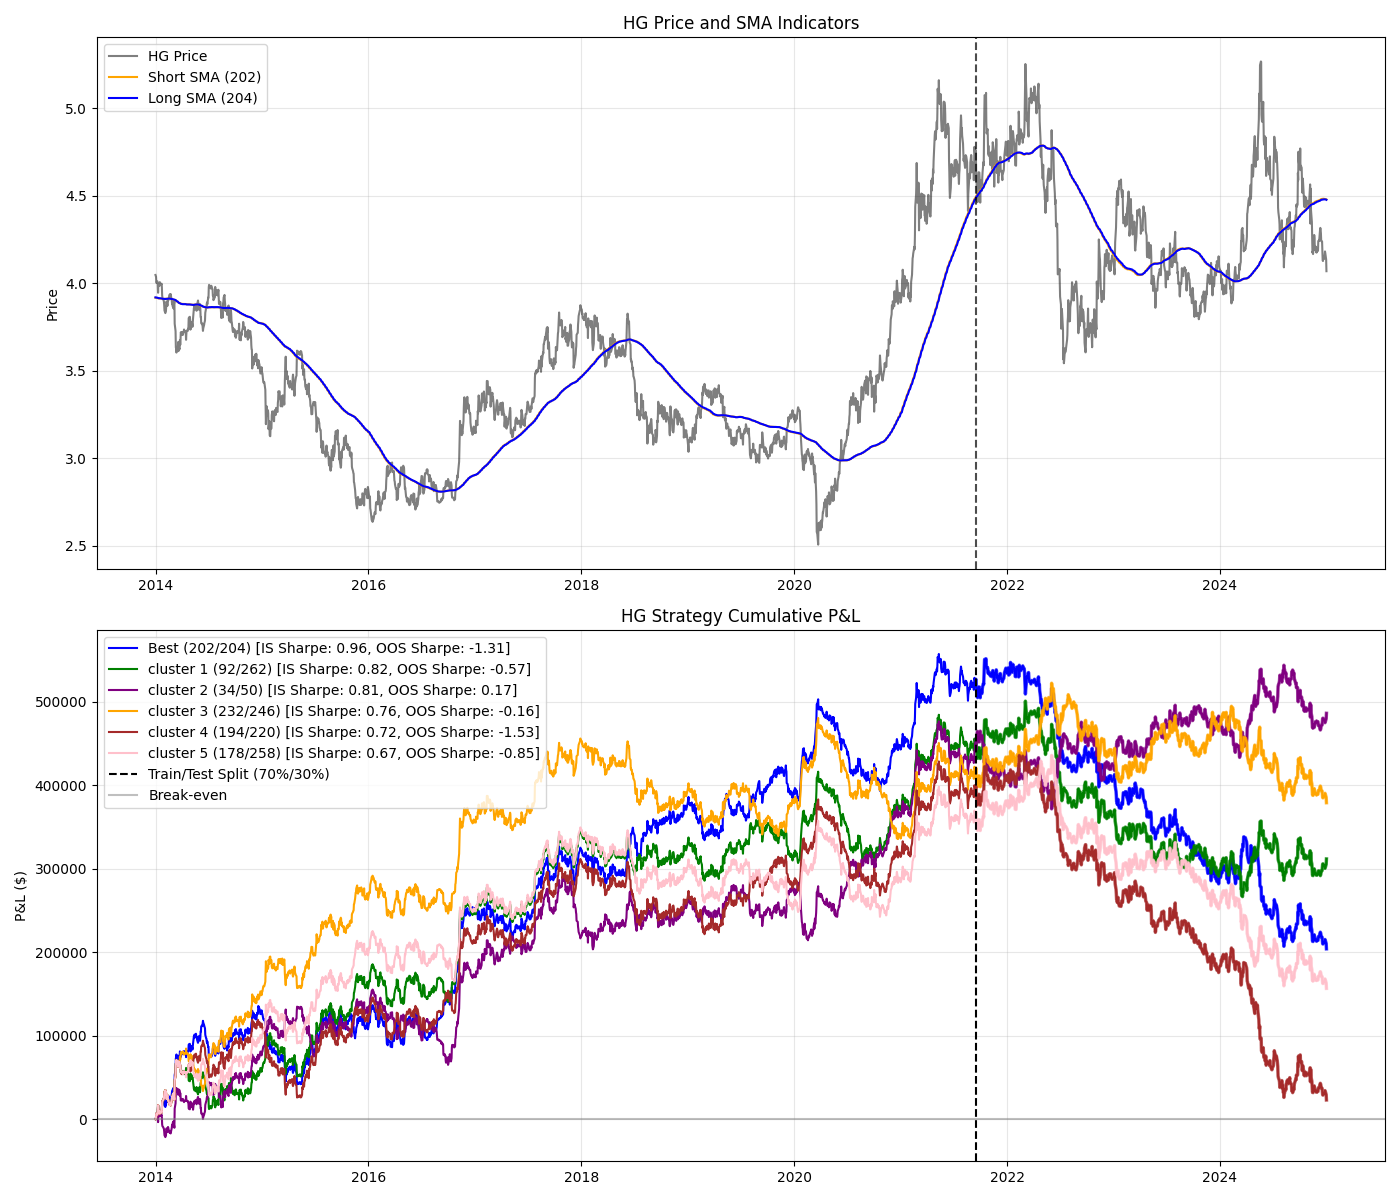 HG Price and SMA Indicators
HG Price
Short SMA (202)
Long SMA (204)
Price
5.0
4.5
4.0
3.5
3.0
2.5
2014
2016
2018
2020
2022
2024
HG Strategy Cumulative P&L
Best (202/204) [IS Sharpe: 0.96, OOS Sharpe: -1.31]
cluster 1 (92/262) [IS Sharpe: 0.82, OOS Sharpe: -0.57]
cluster 2 (34/50) [IS Sharpe: 0.81, OOS Sharpe: 0.17]
cluster 3 (232/246) [IS Sharpe: 0.76, OOS Sharpe: -0.16]
cluster 4 (194/220) [IS Sharpe: 0.72, OOS Sharpe: -1.53]
cluster 5 (178/258) [IS Sharpe: 0.67, OOS Sharpe: -0.85]
Train/Test Split (70%/30%)
Break-even
P&L ($)
500000
400000
300000
200000
100000
0
2014
2016
2018
2020
2022
2024